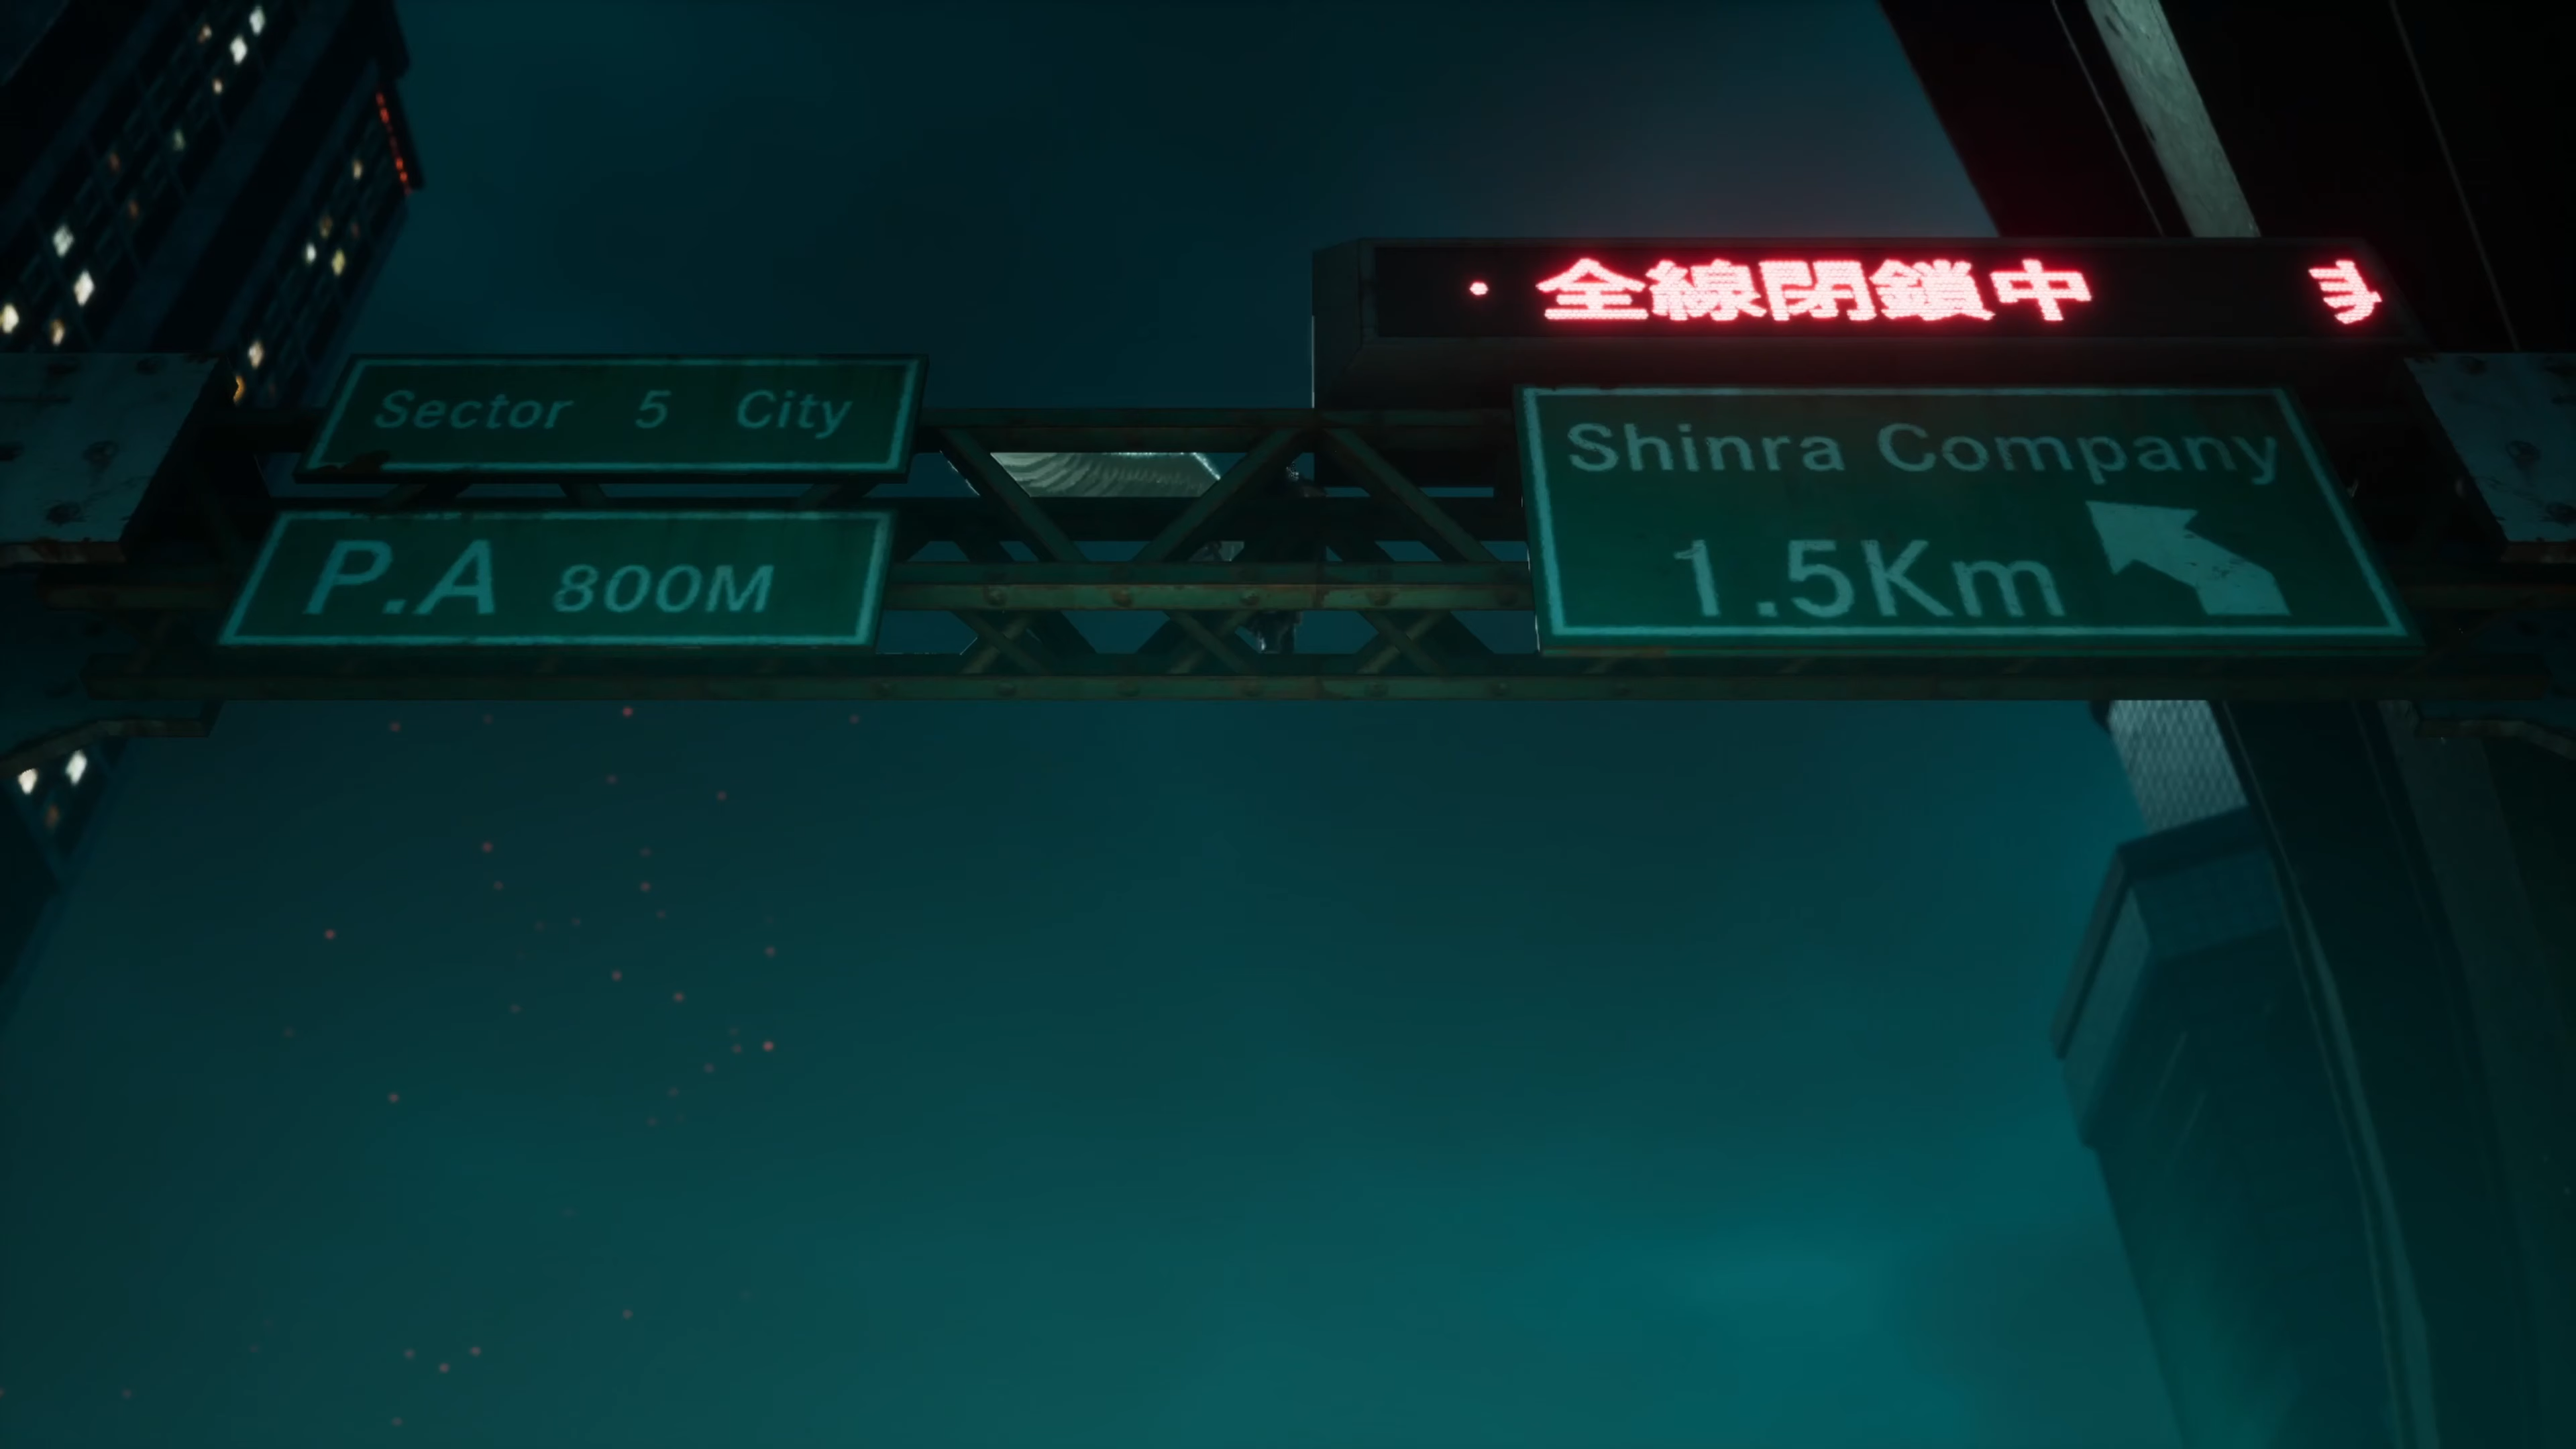 全線閉鎖中
Sector 5 City
P.A 800M
Shinra Company
1.5Km